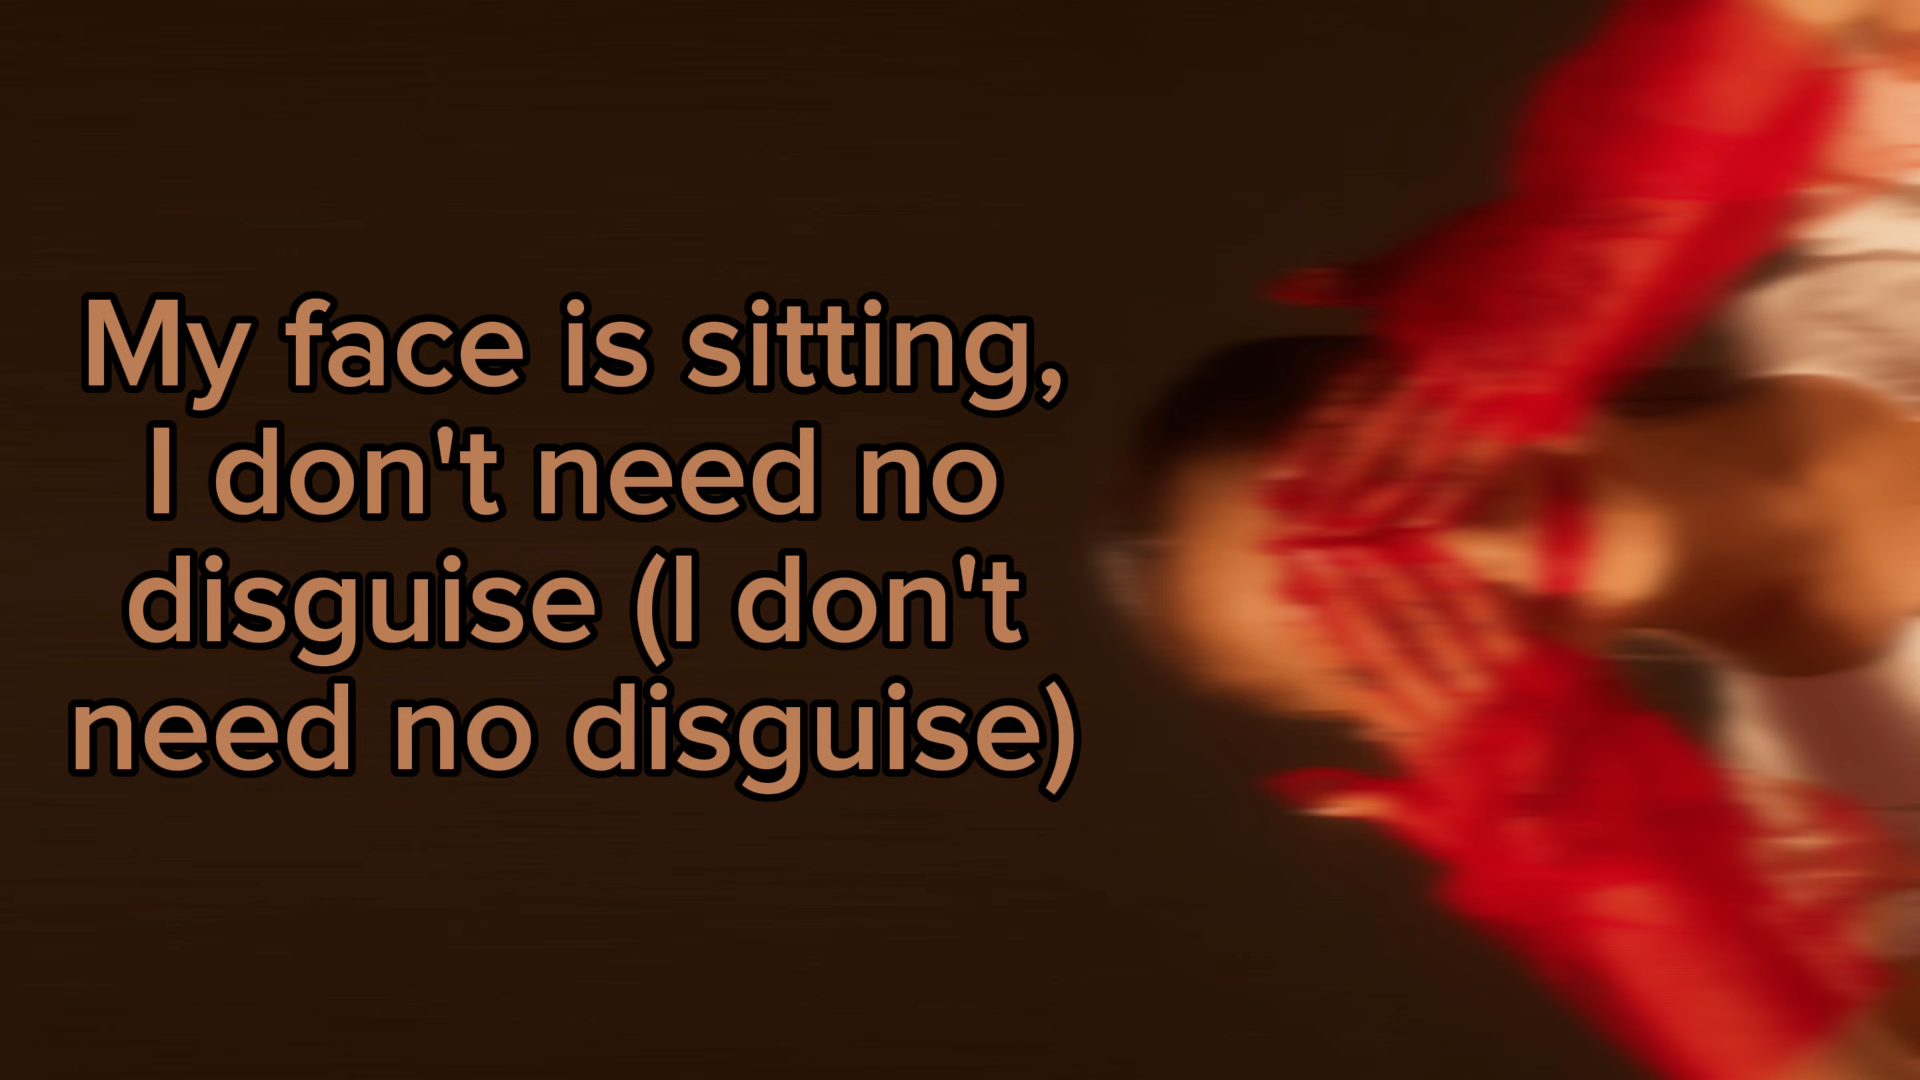 My face is sitting,
I don't need no
disguise (I don't
need no disguise)